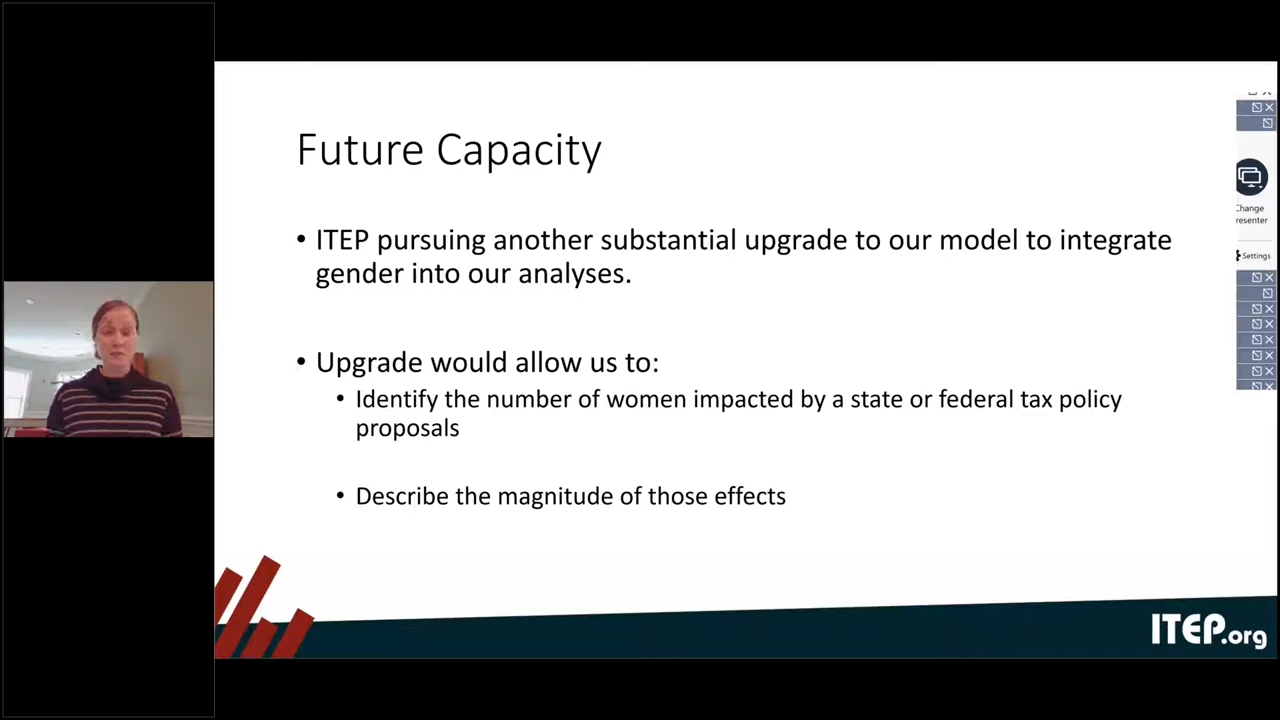 Future Capacity
• ITEP pursuing another substantial upgrade to our model to integrate
gender into our analyses.
• Upgrade would allow us to:
• Identify the number of women impacted by a state or federal tax policy
proposals
• Describe the magnitude of those effects
ITEP.org
Change
resenter
Settings